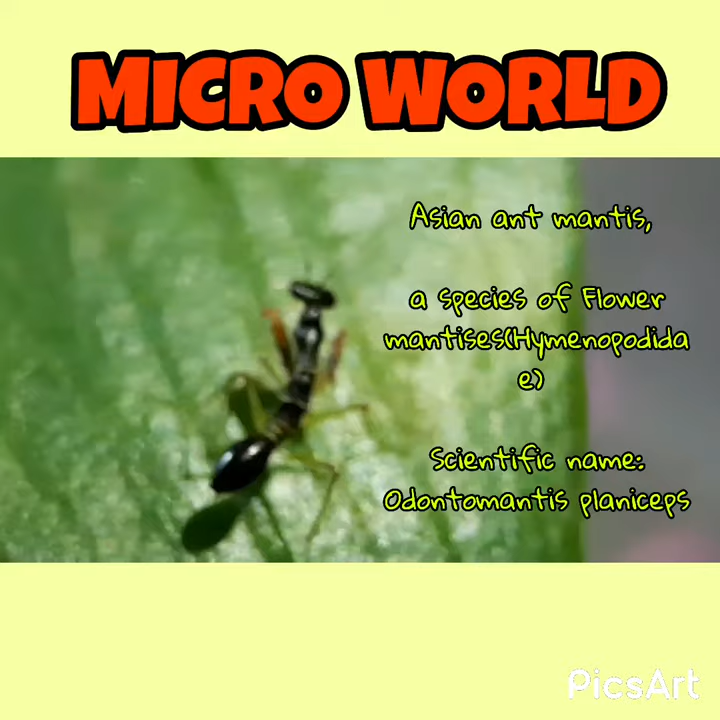 MICRO WORLD
Asian ant mantis,
a species of Flower
mantises(Hymenopodida
e)
Scientific name:
Odontomantis planiceps
PicsArt